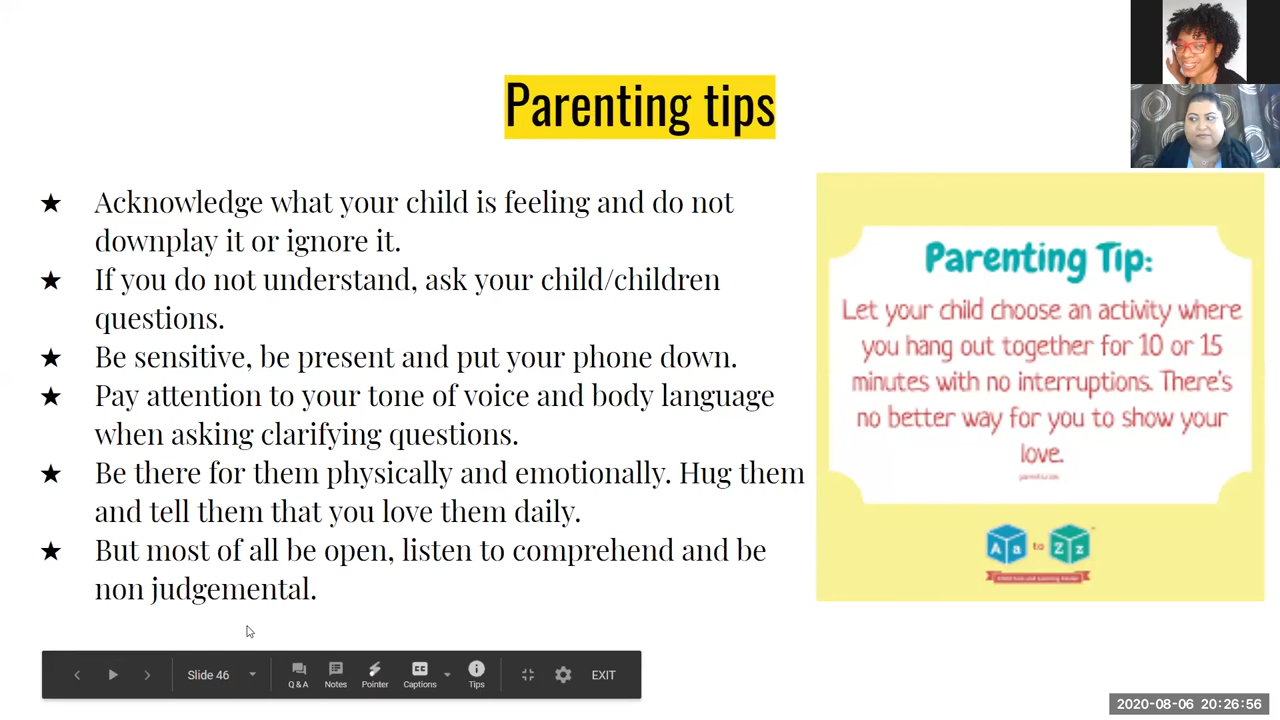 Parenting tips
★ Acknowledge what your child is feeling and do not
downplay it or ignore it.
★ If you do not understand, ask your child/children
questions.
★ Be sensitive, be present and put your phone down.
★ Pay attention to your tone of voice and body language
when asking clarifying questions.
★ Be there for them physically and emotionally. Hug them
and tell them that you love them daily.
★ But most of all be open, listen to comprehend and be
non judgemental.
Parenting Tip:
Let your child choose an activity where
you hang out together for 10 or 15
minutes with no interruptions. There's
no better way for you to show your
love.
Aa to Zz
Slide 46
Q & A
Notes
Pointer
Captions
Tips
EXIT
2020-08-06 20:26:56